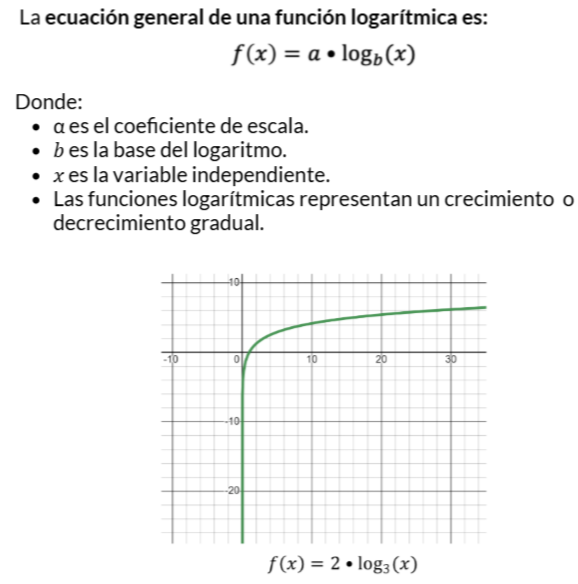 La ecuación general de una función logarítmica es:
f(x) = a • log_b(x)
Donde:
• α es el coeficiente de escala.
• b es la base del logaritmo.
• x es la variable independiente.
• Las funciones logarítmicas representan un crecimiento o
decrecimiento gradual.
10
-10 0 10 20 30
-10
-20
f(x) = 2 • log₃(x)